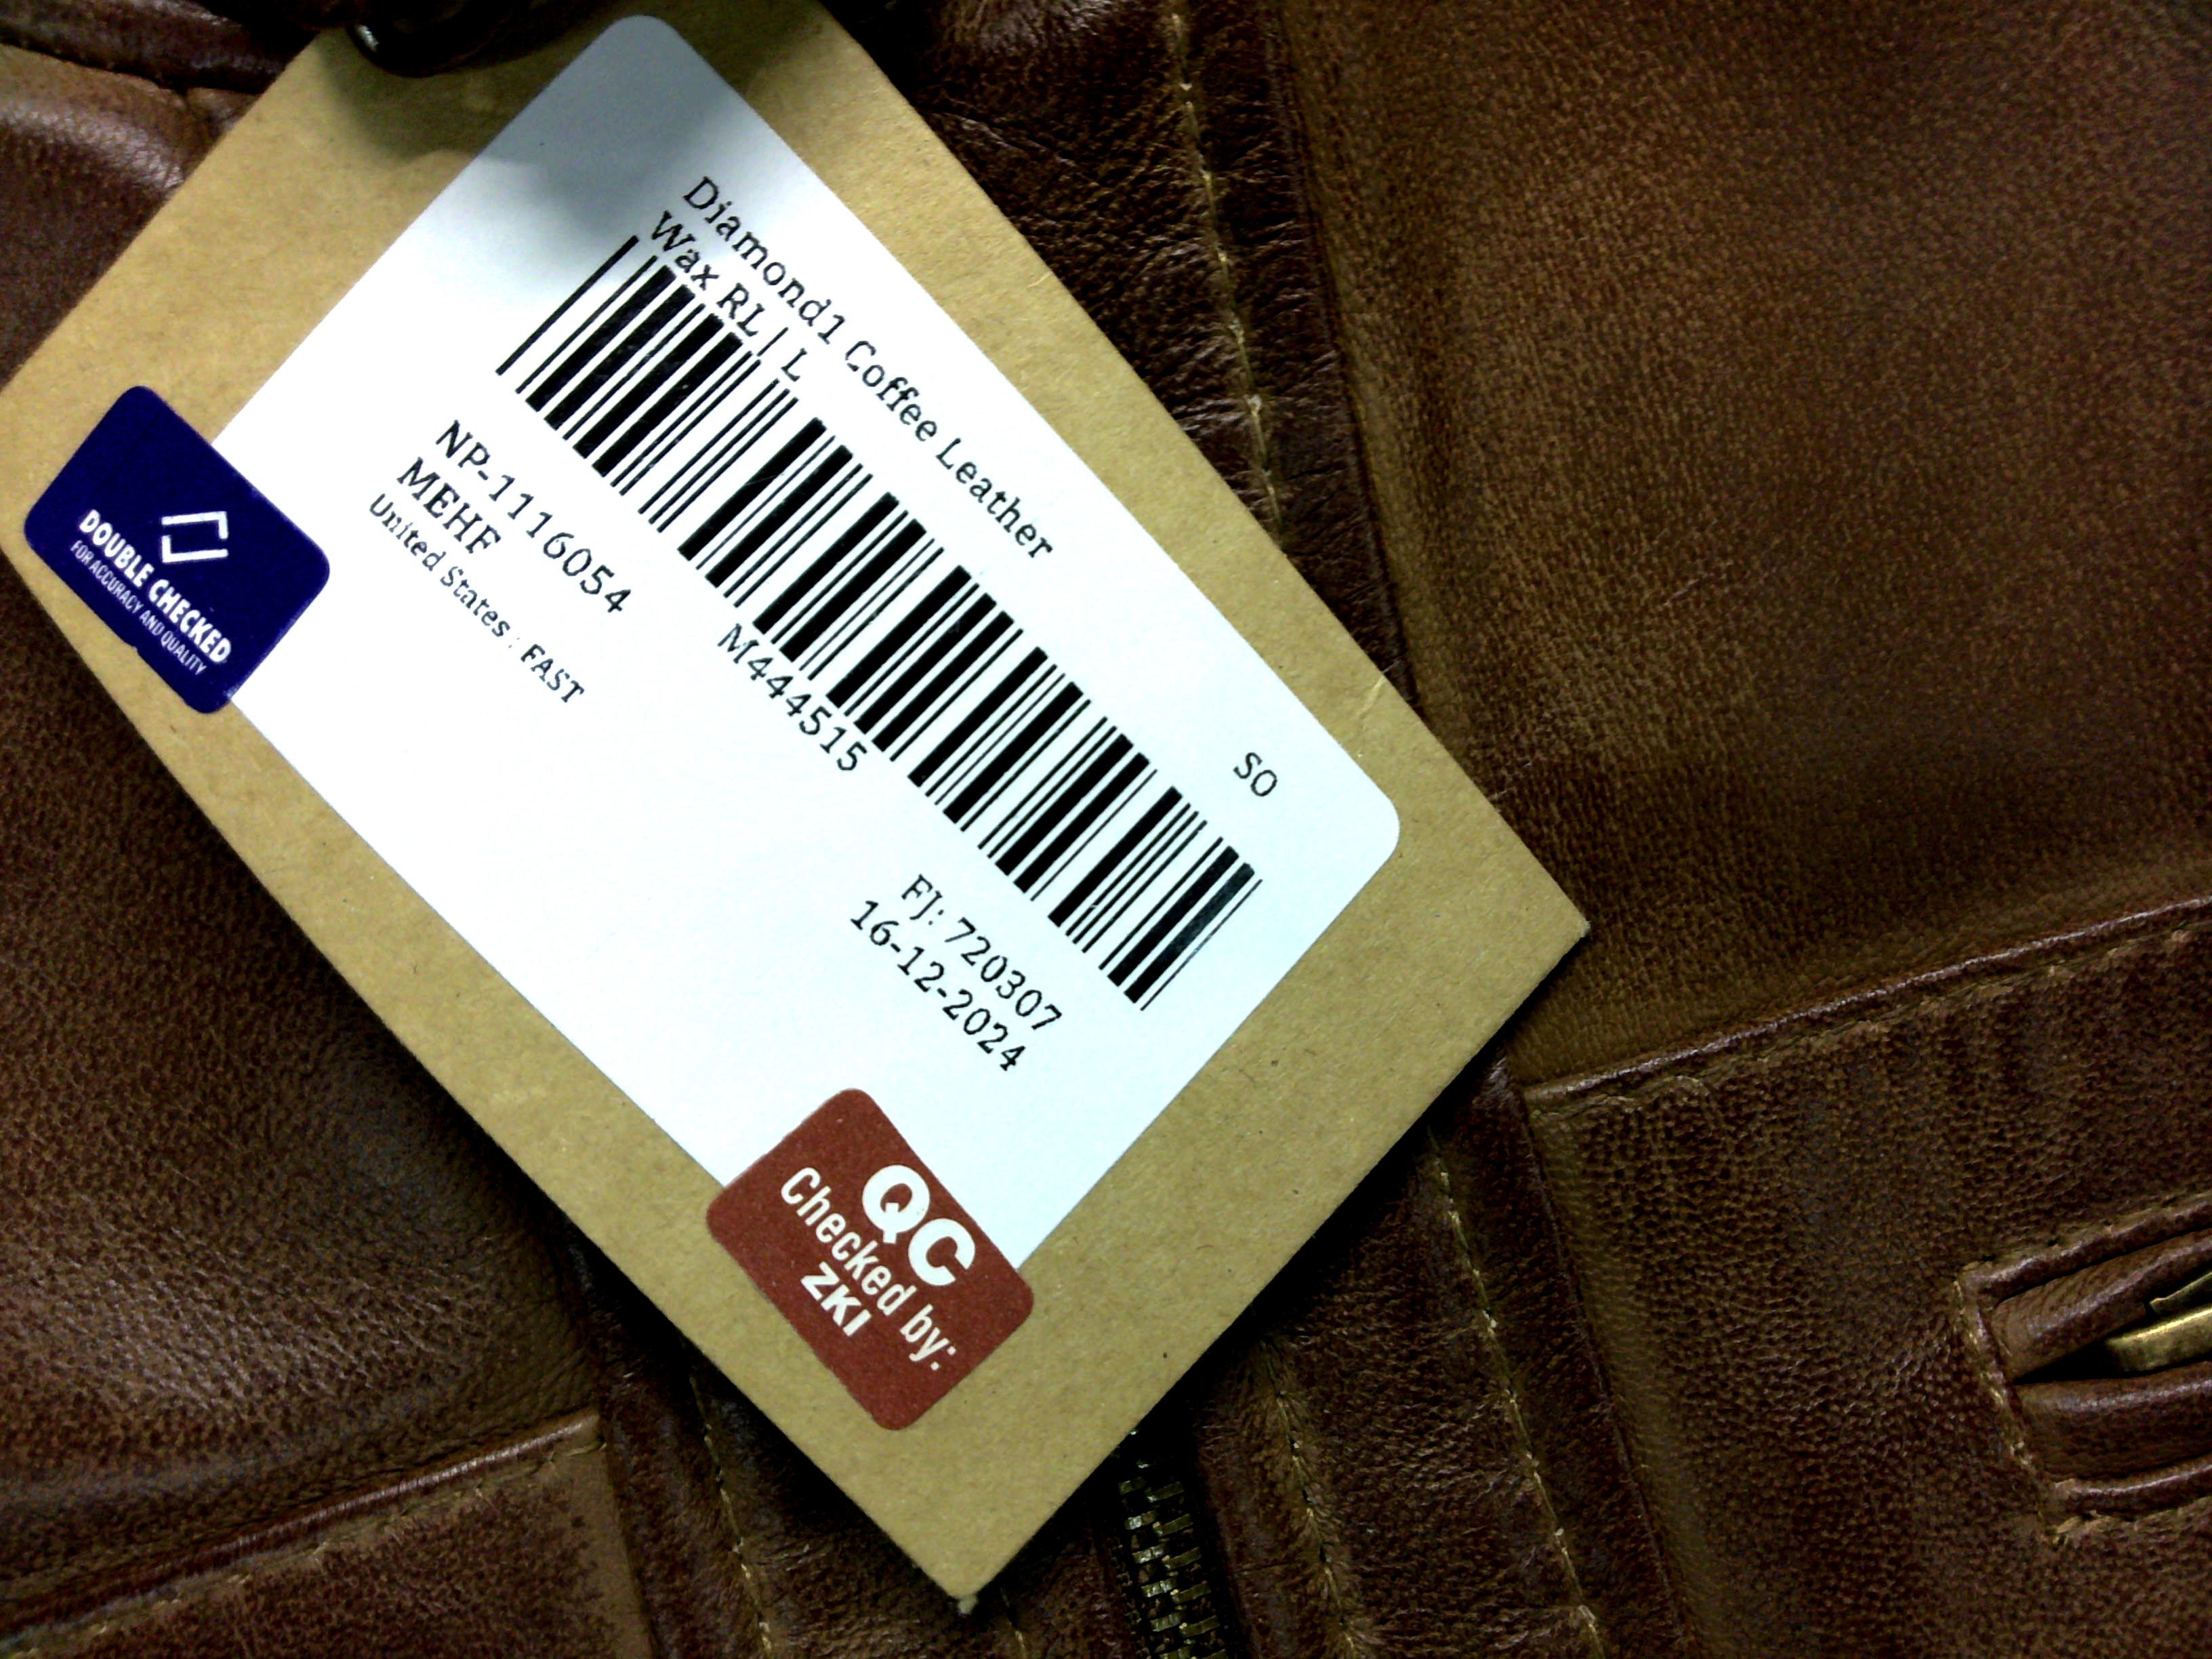 Diamond1 Coffee Leather
Wax RL | L
SO
M444515
NP-1116054
MEHF
United States : FAST
FJ: 720307
16-12-2024
DOUBLE CHECKED
FOR ACCURACY AND QUALITY
QC
Checked by:
ZKI